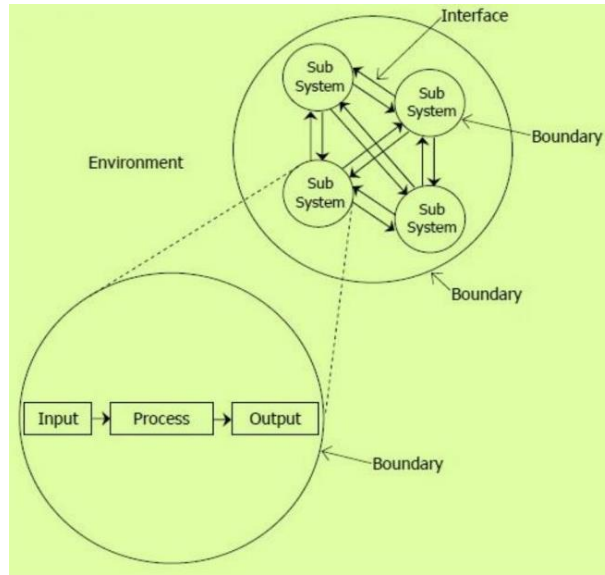 Interface
Sub
System
Sub
System
Boundary
Environment
Sub
System
Sub
System
Boundary
Input
Process
Output
Boundary